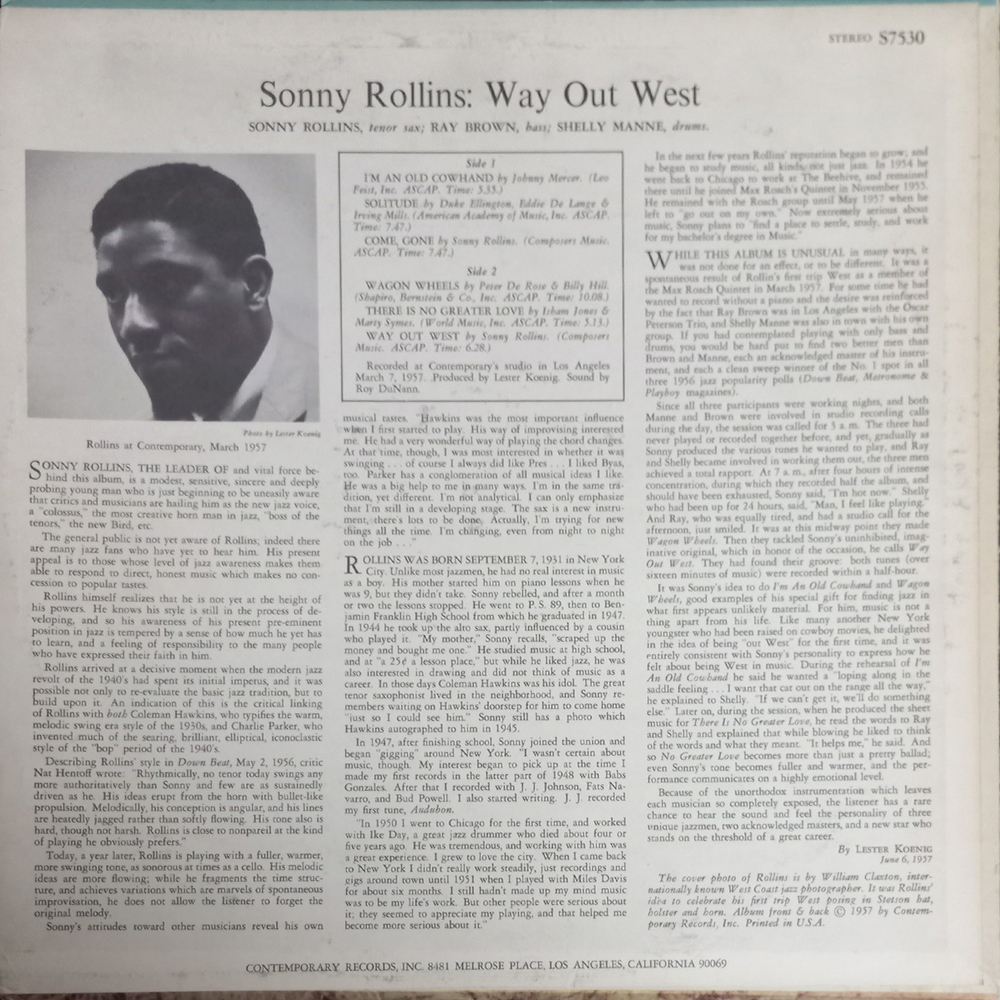 STEREO S7530
Sonny Rollins: Way Out West
SONNY ROLLINS, tenor sax; RAY BROWN, bass; SHELLY MANNE, drums.
Photo by Lester Koenig
Rollins at Contemporary, March 1957
SONNY ROLLINS, THE LEADER OF and vital force be-
hind this album, is a modest, sensitive, sincere and deeply
probing young man who is just beginning to be uneasily aware
that critics and musicians are hailing him as the new jazz voice,
a "colossus," the most creative horn man in jazz, "boss of the
tenors," the new Bird, etc.
The general public is not yet aware of Rollins; indeed there
are many jazz fans who have yet to hear him. His present
appeal is to those whose level of jazz awareness makes them
able to respond to direct, honest music which makes no con-
cession to popular tastes.
Rollins himself realizes that he is not yet at the height of
his powers. He knows his style is still in the process of de-
veloping, and so his awareness of his present pre-eminent
position in jazz is tempered by a sense of how much he yet has
to learn, and a feeling of responsibility to the many people
who have expressed their faith in him.
Rollins arrived at a decisive moment when the modern jazz
revolt of the 1940's had spent its initial impetus, and it was
possible not only to re-evaluate the basic jazz tradition, but to
build upon it. An indication of this is the critical linking
of Rollins with both Coleman Hawkins, who typifies the warm,
melodic swing era style of the 1930s, and Charlie Parker, who
invented much of the searing, brilliant, elliptical, iconoclastic
style of the "bop" period of the 1940's.
Describing Rollins' style in Down Beat, May 2, 1956, critic
Nat Hentoff wrote: "Rhythmically, no tenor today swings any
more authoritatively than Sonny and few are as sustainedly
driven as he. His ideas erupt from the horn with bullet-like
propulsion. Melodically, his conception is angular, and his lines
are heatedly jagged rather than softly flowing. His tone also is
hard, though not harsh. Rollins is close to nonpareil at the kind
of playing he obviously prefers."
Today, a year later, Rollins is playing with a fuller, warmer,
more swinging tone, as sonorous at times as a cello. His melodic
ideas are more flowing; while he fragments the time struc-
ture, and achieves variations which are marvels of spontaneous
improvisation, he does not allow the listener to forget the
original melody.
Sonny's attitudes toward other musicians reveal his own
Side 1
I'M AN OLD COWHAND by Johnny Mercer. (Leo
Feist, Inc. ASCAP. Time: 5.35.)
SOLITUDE by Duke Ellington, Eddie De Lange &
Irving Mills. (American Academy of Music, Inc. ASCAP.
Time: 7.47.)
COME, GONE by Sonny Rollins. (Composers Music.
ASCAP. Time: 7.47.)
Side 2
WAGON WHEELS by Peter De Rose & Billy Hill.
(Shapiro, Bernstein & Co., Inc. ASCAP. Time: 10.08.)
THERE IS NO GREATER LOVE by Isham Jones &
Marty Symes. (World Music, Inc. ASCAP. Time: 5.13.)
WAY OUT WEST by Sonny Rollins. (Composers
Music. ASCAP. Time: 6.28.)
Recorded at Contemporary's studio in Los Angeles
March 7, 1957. Produced by Lester Koenig. Sound by
Roy DuNann.
musical tastes. "Hawkins was the most important influence
when I first started to play. His way of improvising interested
me. He had a very wonderful way of playing the chord changes.
At that time, though, I was most interested in whether it was
swinging . . . of course I always did like Pres . . . I liked Byas,
too. Parker has a conglomeration of all musical ideas I like.
He was a big help to me in many ways. I'm in the same tra-
dition, yet different. I'm not analytical. I can only emphasize
that I'm still in a developing stage. The sax is a new instru-
ment, there's lots to be done. Actually, I'm trying for new
things all the time. I'm changing, even from night to night
on the job . . ."
ROLLINS WAS BORN SEPTEMBER 7, 1931 in New York
City. Unlike most jazzmen, he had no real interest in music
as a boy. His mother started him on piano lessons when he
was 9, but they didn't take. Sonny rebelled, and after a month
or two the lessons stopped. He went to P.S. 89, then to Ben-
jamin Franklin High School from which he graduated in 1947.
In 1944 he took up the alto sax, partly influenced by a cousin
who played it. "My mother," Sonny recalls, "scraped up the
money and bought me one." He studied music at high school,
and at "a 25¢ a lesson place," but while he liked jazz, he was
also interested in drawing and did not think of music as a
career. In those days Coleman Hawkins was his idol. The great
tenor saxophonist lived in the neighborhood, and Sonny re-
members waiting on Hawkins' doorstep for him to come home
"just so I could see him." Sonny still has a photo which
Hawkins autographed to him in 1945.
In 1947, after finishing school, Sonny joined the union and
began "gigging" around New York. "I wasn't certain about
music, though. My interest began to pick up at the time I
made my first records in the latter part of 1948 with Babs
Gonzales. After that I recorded with J. J. Johnson, Fats Na-
varro, and Bud Powell. I also started writing. J. J. recorded
my first tune, Audobon.
"In 1950 I went to Chicago for the first time, and worked
with Ike Day, a great jazz drummer who died about four or
five years ago. He was tremendous, and working with him was
a great experience. I grew to love the city. When I came back
to New York I didn't really work steadily, just recordings and
gigs around town until 1951 when I played with Miles Davis
for about six months. I still hadn't made up my mind music
was to be my life's work. But other people were serious about
it; they seemed to appreciate my playing, and that helped me
become more serious about it."
In the next few years Rollins' reputation began to grow; and
he began to study music, all kinds, not just jazz. In 1954 he
went back to Chicago to work at The Beehive, and remained
there until he joined Max Roach's Quintet in November 1955.
He remained with the Roach group until May 1957 when he
left to "go out on my own." Now extremely serious about
music, Sonny plans to "find a place to settle, study, and work
for my bachelor's degree in Music."
WHILE THIS ALBUM IS UNUSUAL in many ways, it
was not done for an effect, or to be different. It was a
spontaneous result of Rollin's first trip West as a member of
the Max Roach Quintet in March 1957. For some time he had
wanted to record without a piano and the desire was reinforced
by the fact that Ray Brown was in Los Angeles with the Oscar
Peterson Trio, and Shelly Manne was also in town with his own
group. If you had contemplated playing with only bass and
drums, you would be hard put to find two better men than
Brown and Manne, each an acknowledged master of his instru-
ment, and each a clean sweep winner of the No. 1 spot in all
three 1956 jazz popularity polls (Down Beat, Metronome &
Playboy magazines).
Since all three participants were working nights, and both
Manne and Brown were involved in studio recording calls
during the day, the session was called for 3 a.m. The three had
never played or recorded together before, and yet, gradually as
Sonny produced the various tunes he wanted to play, and Ray
and Shelly became involved in working them out, the three men
achieved a total rapport. At 7 a.m., after four hours of intense
concentration, during which they recorded half the album, and
should have been exhausted, Sonny said, "I'm hot now." Shelly
who had been up for 24 hours, said, "Man, I feel like playing."
And Ray, who was equally tired, and had a studio call for the
afternoon, just smiled. It was at this midway point they made
Wagon Wheels. Then they tackled Sonny's uninhibited, imag-
inative original, which in honor of the occasion, he calls Way
Out West. They had found their groove: both tunes (over
sixteen minutes of music) were recorded within a half-hour.
It was Sonny's idea to do I'm An Old Cowhand and Wagon
Wheels, good examples of his special gift for finding jazz in
what first appears unlikely material. For him, music is not a
thing apart from his life. Like many another New York
youngster who had been raised on cowboy movies, he delighted
in the idea of being "out West" for the first time, and it was
entirely consistent with Sonny's personality to express how he
felt about being West in music. During the rehearsal of I'm
An Old Cowhand he said he wanted a "loping along in the
saddle feeling . . . I want that cat out on the range all the way,"
he explained to Shelly. "If we can't get it, we'll do something
else." Later on, during the session, when he produced the sheet
music for There Is No Greater Love, he read the words to Ray
and Shelly and explained that while blowing he liked to think
of the words and what they meant. "It helps me," he said. And
so No Greater Love becomes more than just a pretty ballad;
even Sonny's tone becomes fuller and warmer, and the per-
formance communicates on a highly emotional level.
Because of the unorthodox instrumentation which leaves
each musician so completely exposed, the listener has a rare
chance to hear the sound and feel the personality of three
unique jazzmen, two acknowledged masters, and a new star who
stands on the threshold of a great career.
By LESTER KOENIG
June 6, 1957
The cover photo of Rollins is by William Claxton, inter-
nationally known West Coast jazz photographer. It was Rollins'
idea to celebrate his first trip West posing in Stetson hat,
holster and horn. Album front & back © 1957 by Contem-
porary Records, Inc. Printed in U.S.A.
CONTEMPORARY RECORDS, INC. 8481 MELROSE PLACE, LOS ANGELES, CALIFORNIA 90069